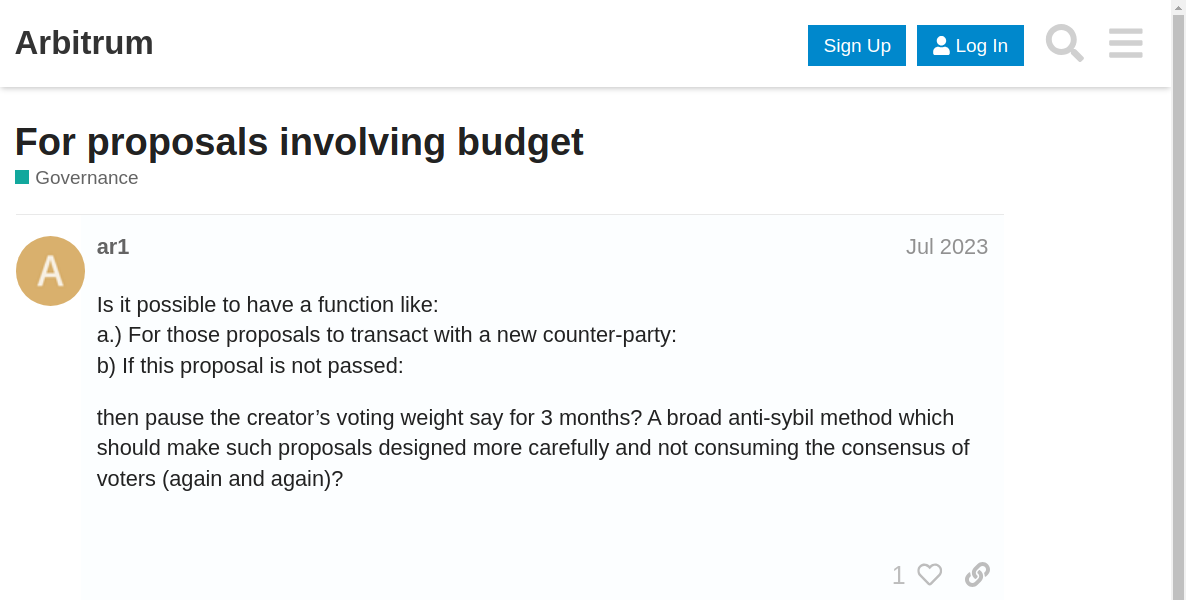 Arbitrum
Sign Up
Log In
For proposals involving budget
Governance
A
ar1
Jul 2023
Is it possible to have a function like:
a.) For those proposals to transact with a new counter-party:
b) If this proposal is not passed:
then pause the creator’s voting weight say for 3 months? A broad anti-sybil method which
should make such proposals designed more carefully and not consuming the consensus of
voters (again and again)?
1